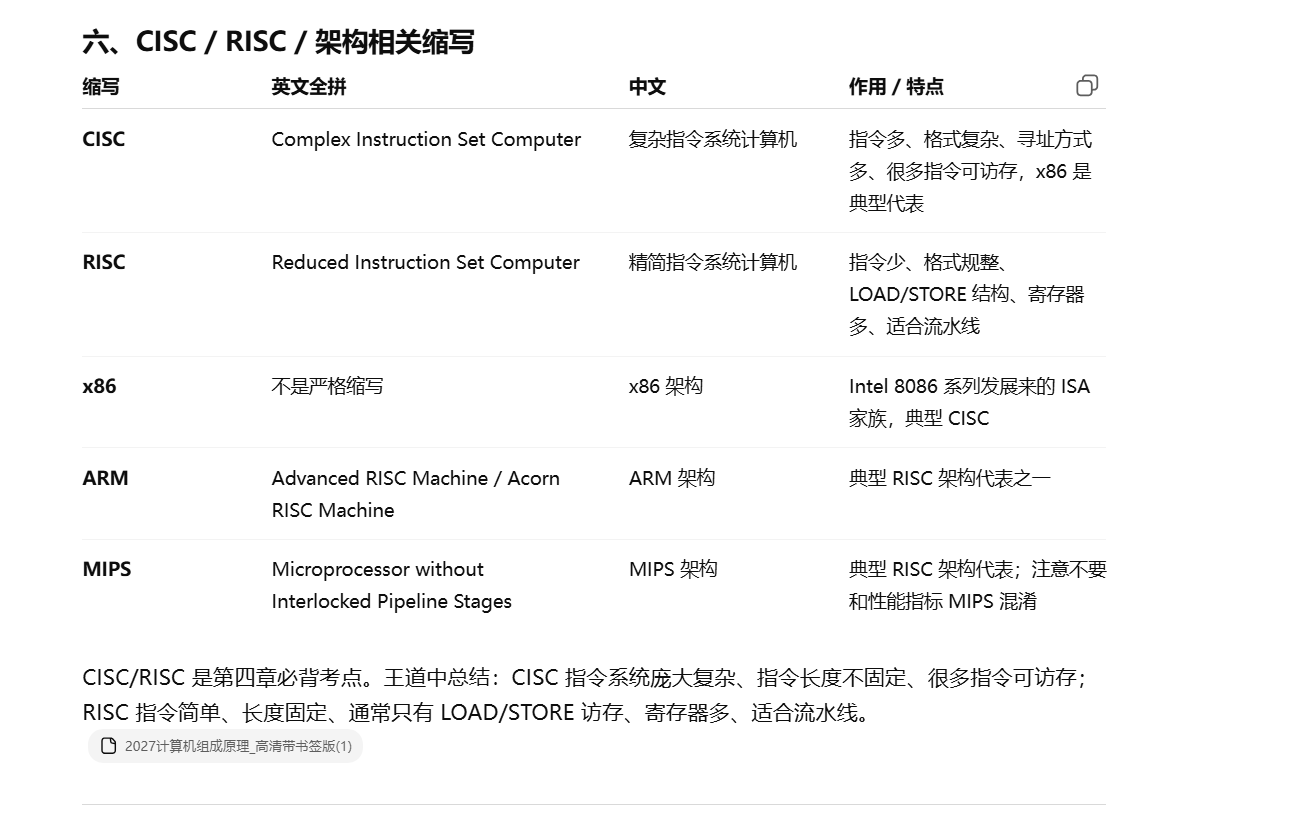 六、CISC / RISC / 架构相关缩写
缩写 英文全拼 中文 作用 / 特点
CISC Complex Instruction Set Computer 复杂指令系统计算机 指令多、格式复杂、寻址方式
多、很多指令可访存，x86 是
典型代表
RISC Reduced Instruction Set Computer 精简指令系统计算机 指令少、格式规整、
LOAD/STORE 结构、寄存器
多、适合流水线
x86 不是严格缩写 x86 架构 Intel 8086 系列发展来的 ISA
家族，典型 CISC
ARM Advanced RISC Machine / Acorn ARM 架构 典型 RISC 架构代表之一
RISC Machine
MIPS Microprocessor without MIPS 架构 典型 RISC 架构代表；注意不要
Interlocked Pipeline Stages 和性能指标 MIPS 混淆
CISC/RISC 是第四章必背考点。王道中总结：CISC 指令系统庞大复杂、指令长度不固定、很多指令可访存；
RISC 指令简单、长度固定、通常只有 LOAD/STORE 访存、寄存器多、适合流水线。
2027计算机组成原理_高清带书签版(1)